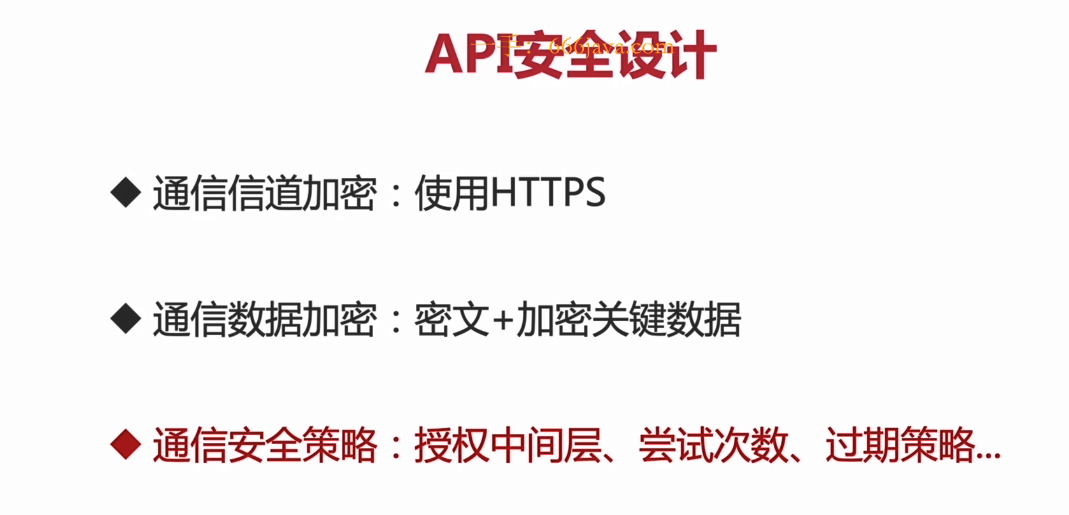 API安全设计
一手：666java.com
◆ 通信信道加密：使用HTTPS
◆ 通信数据加密：密文+加密关键数据
◆ 通信安全策略：授权中间层、尝试次数、过期策略...